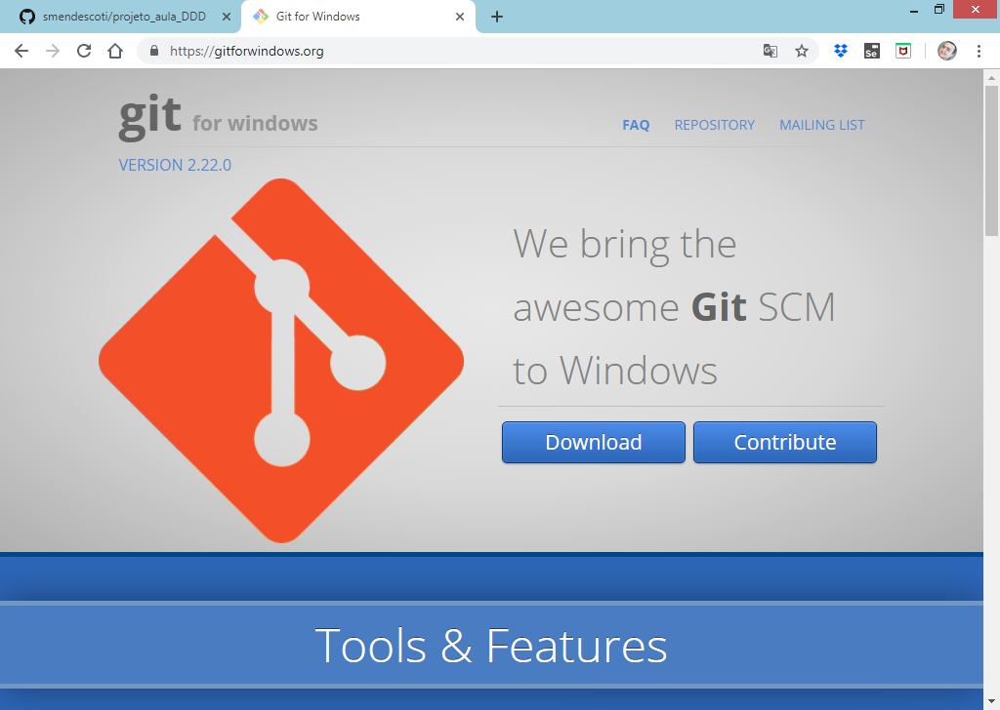 smendescoti/projeto_aula_DDD
Git for Windows
https://gitforwindows.org
Se
git for windows
FAQ REPOSITORY MAILING LIST
VERSION 2.22.0
We bring the
awesome Git SCM
to Windows
Download Contribute
Tools & Features